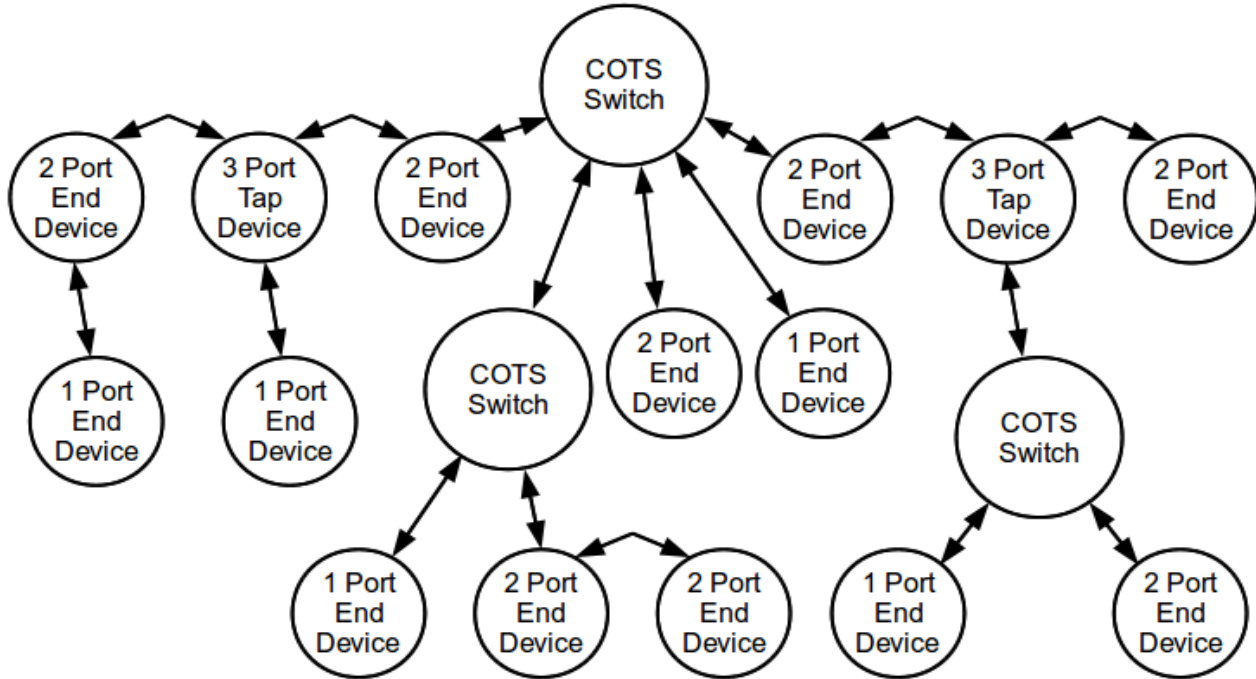 COTS
Switch
2 Port
End
Device
3 Port
Tap
Device
2 Port
End
Device
2 Port
End
Device
3 Port
Tap
Device
2 Port
End
Device
1 Port
End
Device
1 Port
End
Device
COTS
Switch
2 Port
End
Device
1 Port
End
Device
COTS
Switch
1 Port
End
Device
2 Port
End
Device
2 Port
End
Device
1 Port
End
Device
2 Port
End
Device